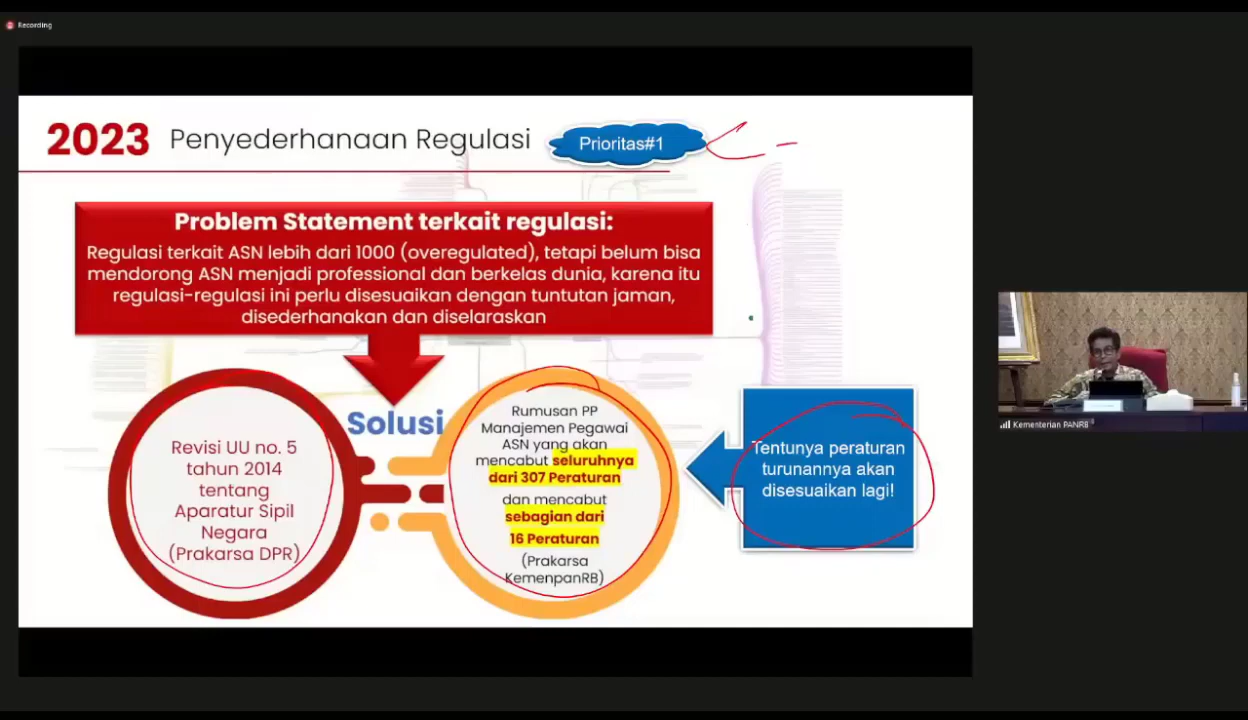 Recording
2023 Penyederhanaan Regulasi
Prioritas#1
Problem Statement terkait regulasi:
Regulasi terkait ASN lebih dari 1000 (overegulated), tetapi belum bisa
mendorong ASN menjadi professional dan berkelas dunia, karena itu
regulasi-regulasi ini perlu disesuaikan dengan tuntutan jaman,
disederhanakan dan diselaraskan
Solusi
Revisi UU no. 5
tahun 2014
tentang
Aparatur Sipil
Negara
(Prakarsa DPR)
Rumusan PP
Manajemen Pegawai
ASN yang akan
mencabut seluruhnya
dari 307 Peraturan
dan mencabut
sebagian dari
16 Peraturan
(Prakarsa
KemenpanRB)
Tentunya peraturan
turunannya akan
disesuaikan lagi!
Kementerian PANRB